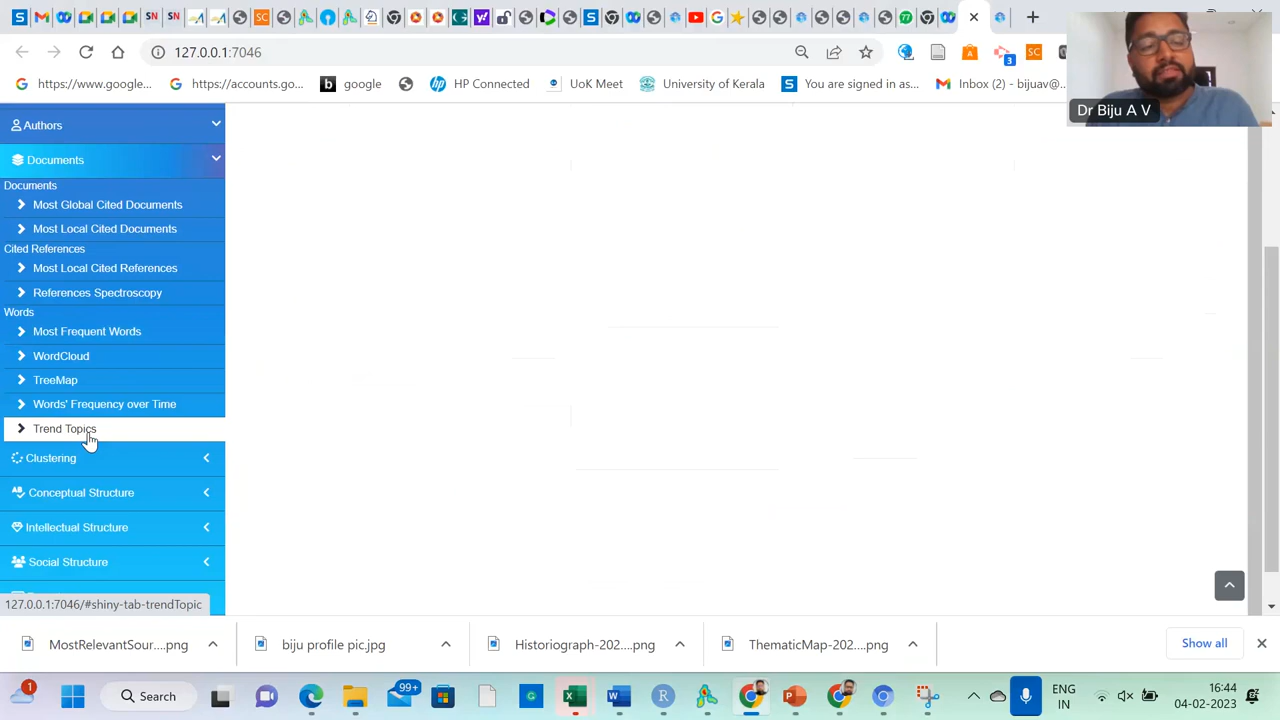 127.0.0.1:7046
3
SC
https://www.google...
https://accounts.go...
google
HP Connected
UoK Meet
University of Kerala
You are signed in as...
Inbox (2) - bijuav@...
Dr Biju A V
Authors
Documents
Documents
Most Global Cited Documents
Most Local Cited Documents
Cited References
Most Local Cited References
References Spectroscopy
Words
Most Frequent Words
WordCloud
TreeMap
Words' Frequency over Time
Trend Topics
Clustering
Conceptual Structure
Intellectual Structure
Social Structure
127.0.0.1:7046/#shiny-tab-trendTopic
MostRelevantSour....png
biju profile pic.jpg
Historiograph-202....png
ThematicMap-202....png
Show all
1
Search
99+
ENG
IN
16:44
04-02-2023